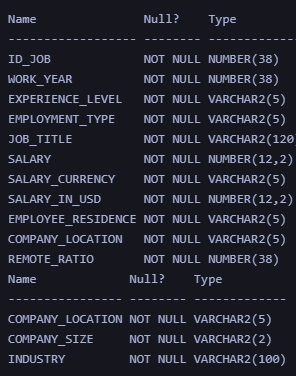 Name               Null?    Type
------------------ -------- -------------
ID_JOB             NOT NULL NUMBER(38)
WORK_YEAR          NOT NULL NUMBER(38)
EXPERIENCE_LEVEL   NOT NULL VARCHAR2(5)
EMPLOYMENT_TYPE    NOT NULL VARCHAR2(5)
JOB_TITLE          NOT NULL VARCHAR2(120)
SALARY             NOT NULL NUMBER(12,2)
SALARY_CURRENCY    NOT NULL VARCHAR2(5)
SALARY_IN_USD      NOT NULL NUMBER(12,2)
EMPLOYEE_RESIDENCE NOT NULL VARCHAR2(5)
COMPANY_LOCATION   NOT NULL VARCHAR2(5)
REMOTE_RATIO       NOT NULL NUMBER(38)
Name             Null?    Type
---------------- -------- -------------
COMPANY_LOCATION NOT NULL VARCHAR2(5)
COMPANY_SIZE     NOT NULL VARCHAR2(2)
INDUSTRY         NOT NULL VARCHAR2(100)